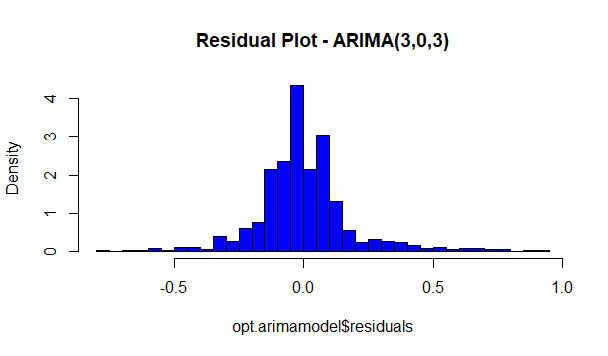 Residual Plot - ARIMA(3,0,3)
Density
4
3
2
1
0
-0.5 0.0 0.5 1.0
opt.arimamodel$residuals